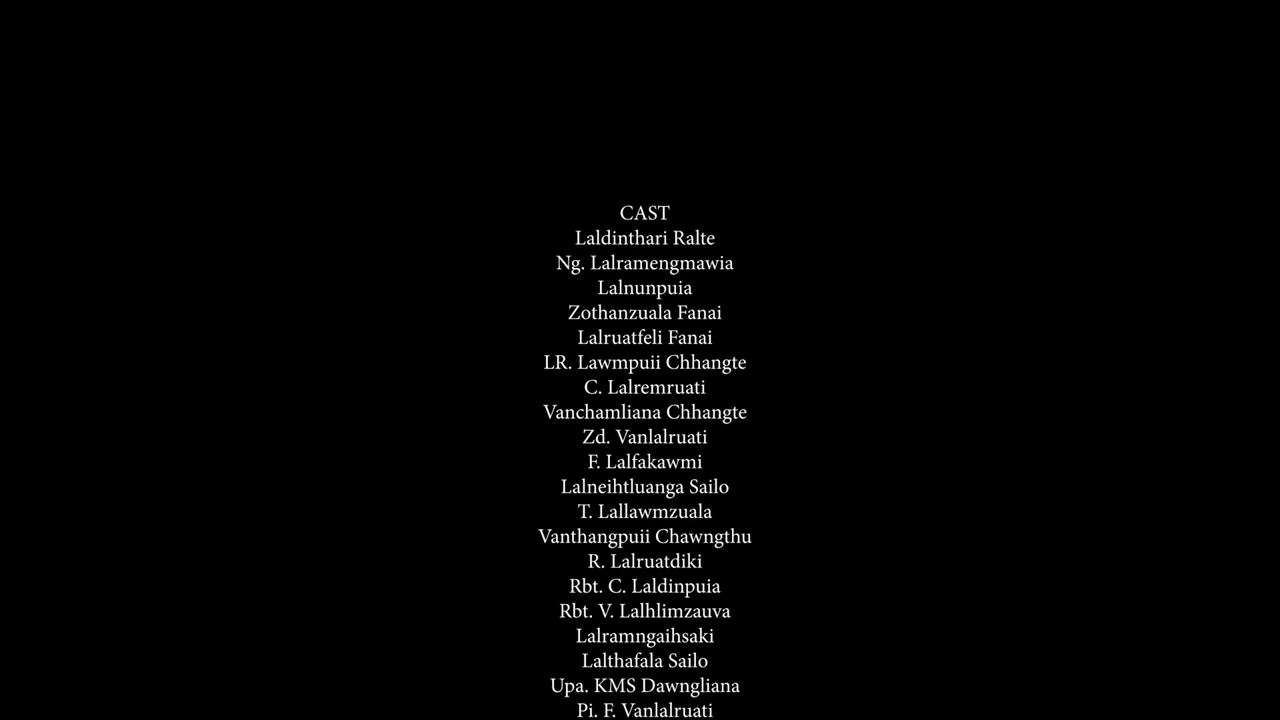 CAST
Laldinthari Ralte
Ng. Lalramengmawia
Lalnunpuia
Zothanzuala Fanai
Lalruatfeli Fanai
LR. Lawmpuii Chhangte
C. Lalremruati
Vanchamliana Chhangte
Zd. Vanlalruati
F. Lalfakawmi
Lalneihtluanga Sailo
T. Lallawmzuala
Vanthangpuii Chawngthu
R. Lalruatdiki
Rbt. C. Laldinpuia
Rbt. V. Lalhlimzauva
Lalramngaihsaki
Lalthafala Sailo
Upa. KMS Dawngliana
Pi. F. Vanlalruati